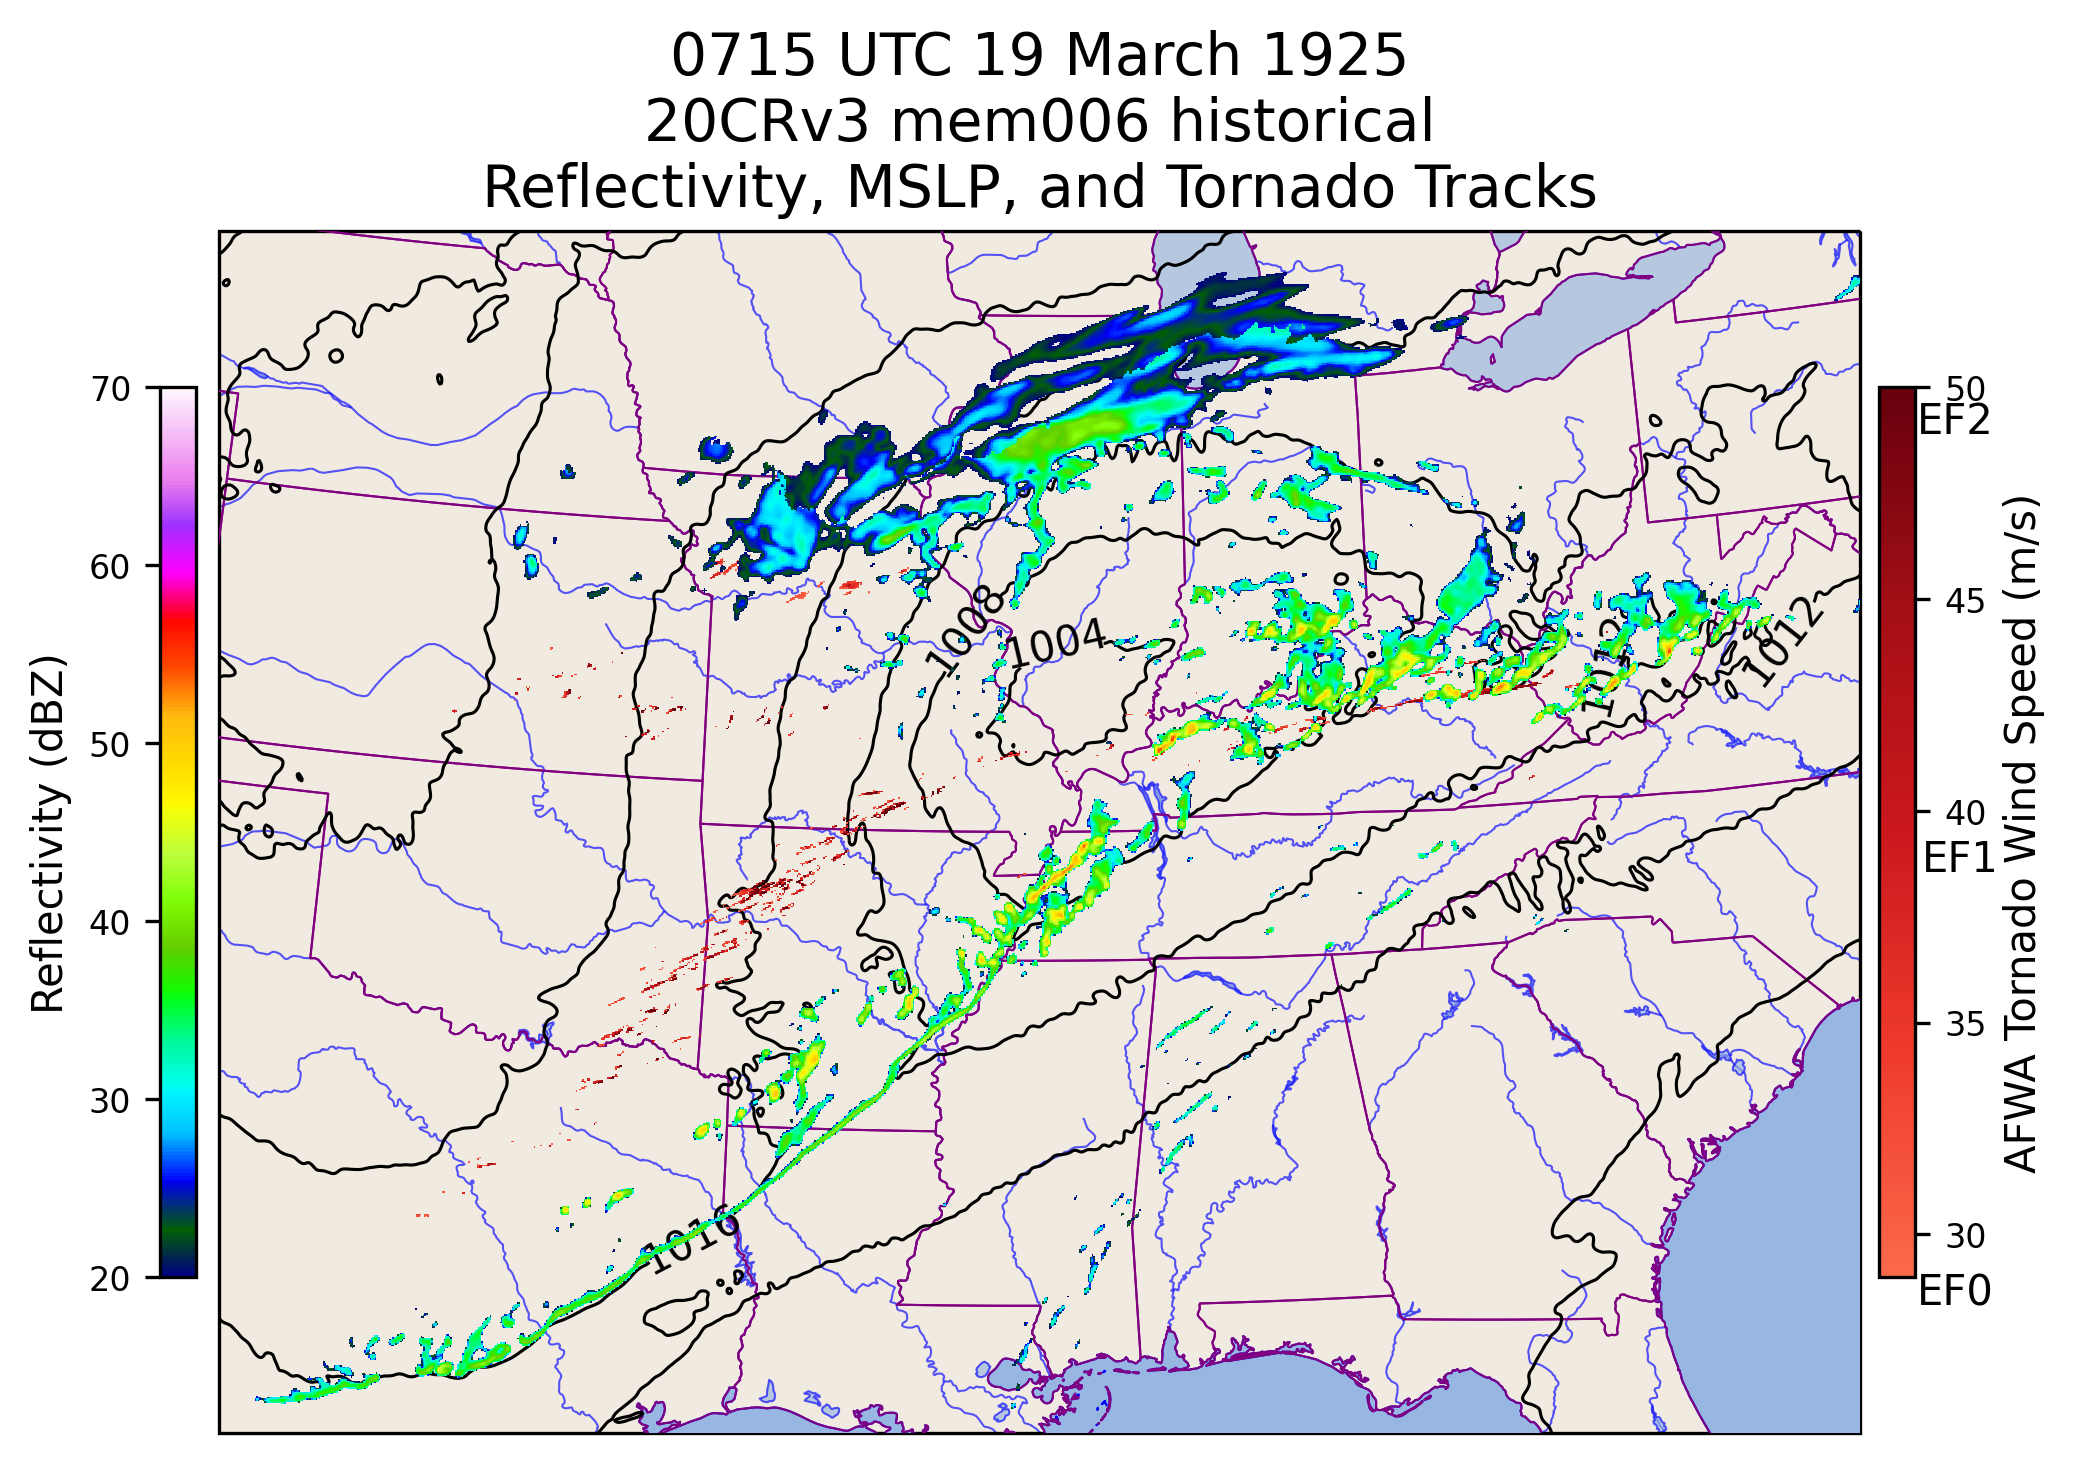 0715 UTC 19 March 1925
20CRv3 mem006 historical
Reflectivity, MSLP, and Tornado Tracks
70
60
50
40
30
20
Reflectivity (dBZ)
1008
1004
1012
1012
1016
50
EF2
45
40
EF1
35
30
EF0
AFWA Tornado Wind Speed (m/s)